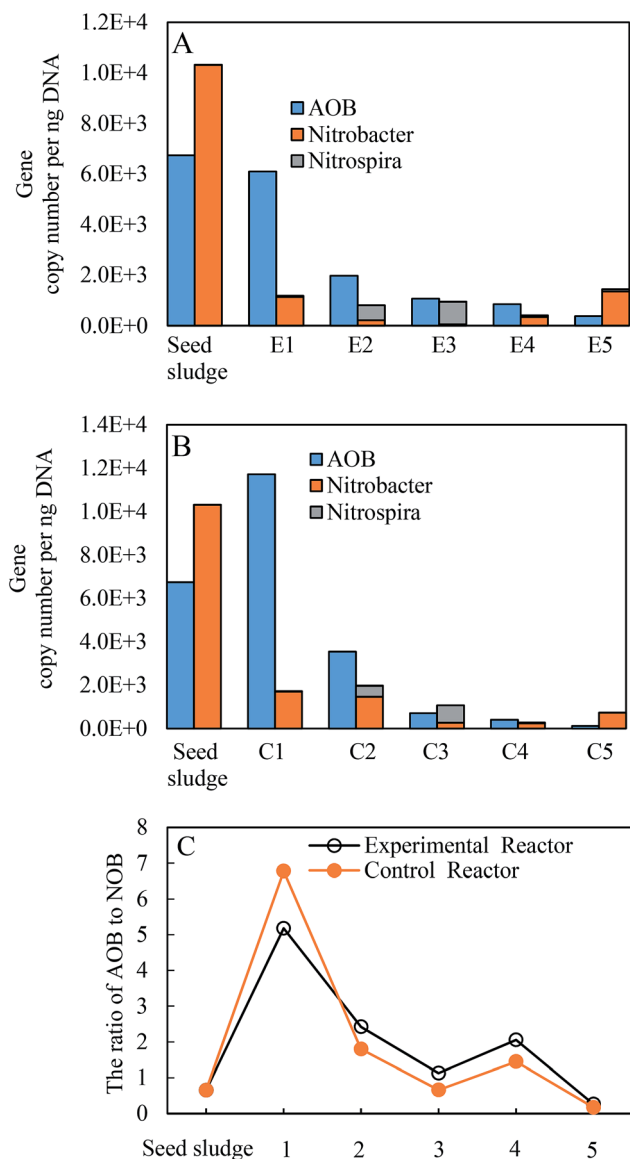 A
1.2E+4
1.0E+4
8.0E+3
6.0E+3
4.0E+3
2.0E+3
0.0E+0
Gene
copy number per ng DNA
AOB
Nitrobacter
Nitrospira
Seed
sludge
E1
E2
E3
E4
E5
B
1.4E+4
1.2E+4
1.0E+4
8.0E+3
6.0E+3
4.0E+3
2.0E+3
0.0E+0
Gene
copy number per ng DNA
AOB
Nitrobacter
Nitrospira
Seed
sludge
C1
C2
C3
C4
C5
C
8
7
6
5
4
3
2
1
0
The ratio of AOB to NOB
Experimental Reactor
Control Reactor
Seed sludge
1
2
3
4
5